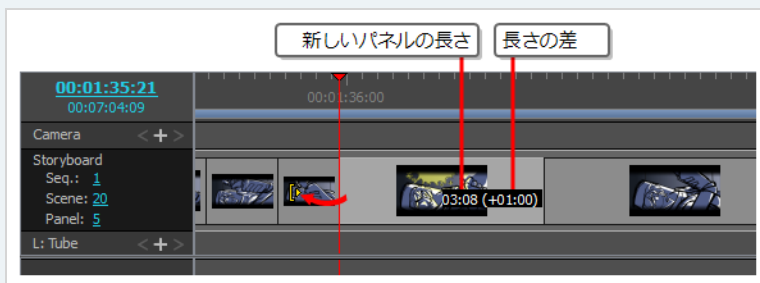 新しいパネルの長さ
長さの差
00:01:35:21
00:07:04:09
00:01:36:00
Camera
Storyboard
Seq.: 1
Scene: 20
Panel: 5
03:08 (+01:00)
L: Tube